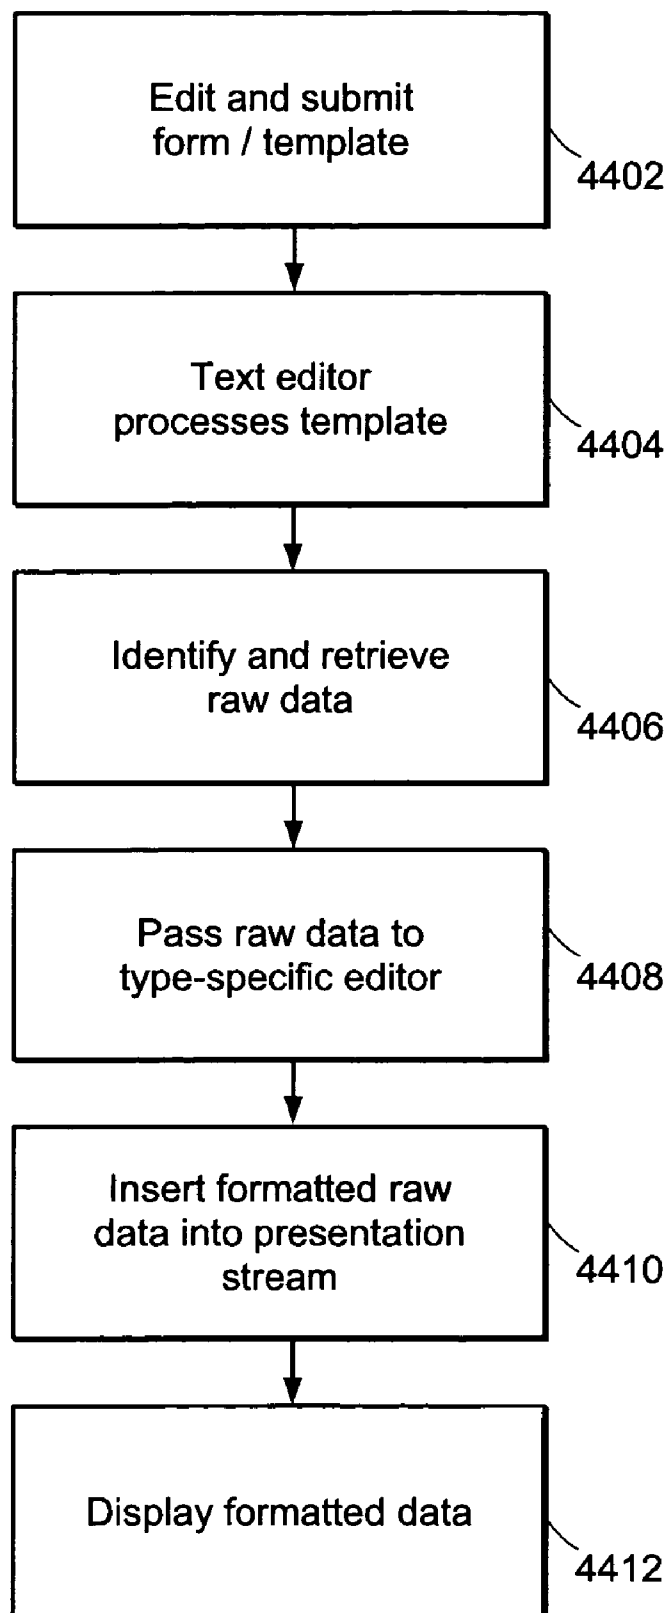 Edit and submit
form / template
4402
Text editor
processes template
4404
Identify and retrieve
raw data
4406
Pass raw data to
type-specific editor
4408
Insert formatted raw
data into presentation
stream
4410
Display formatted data
4412